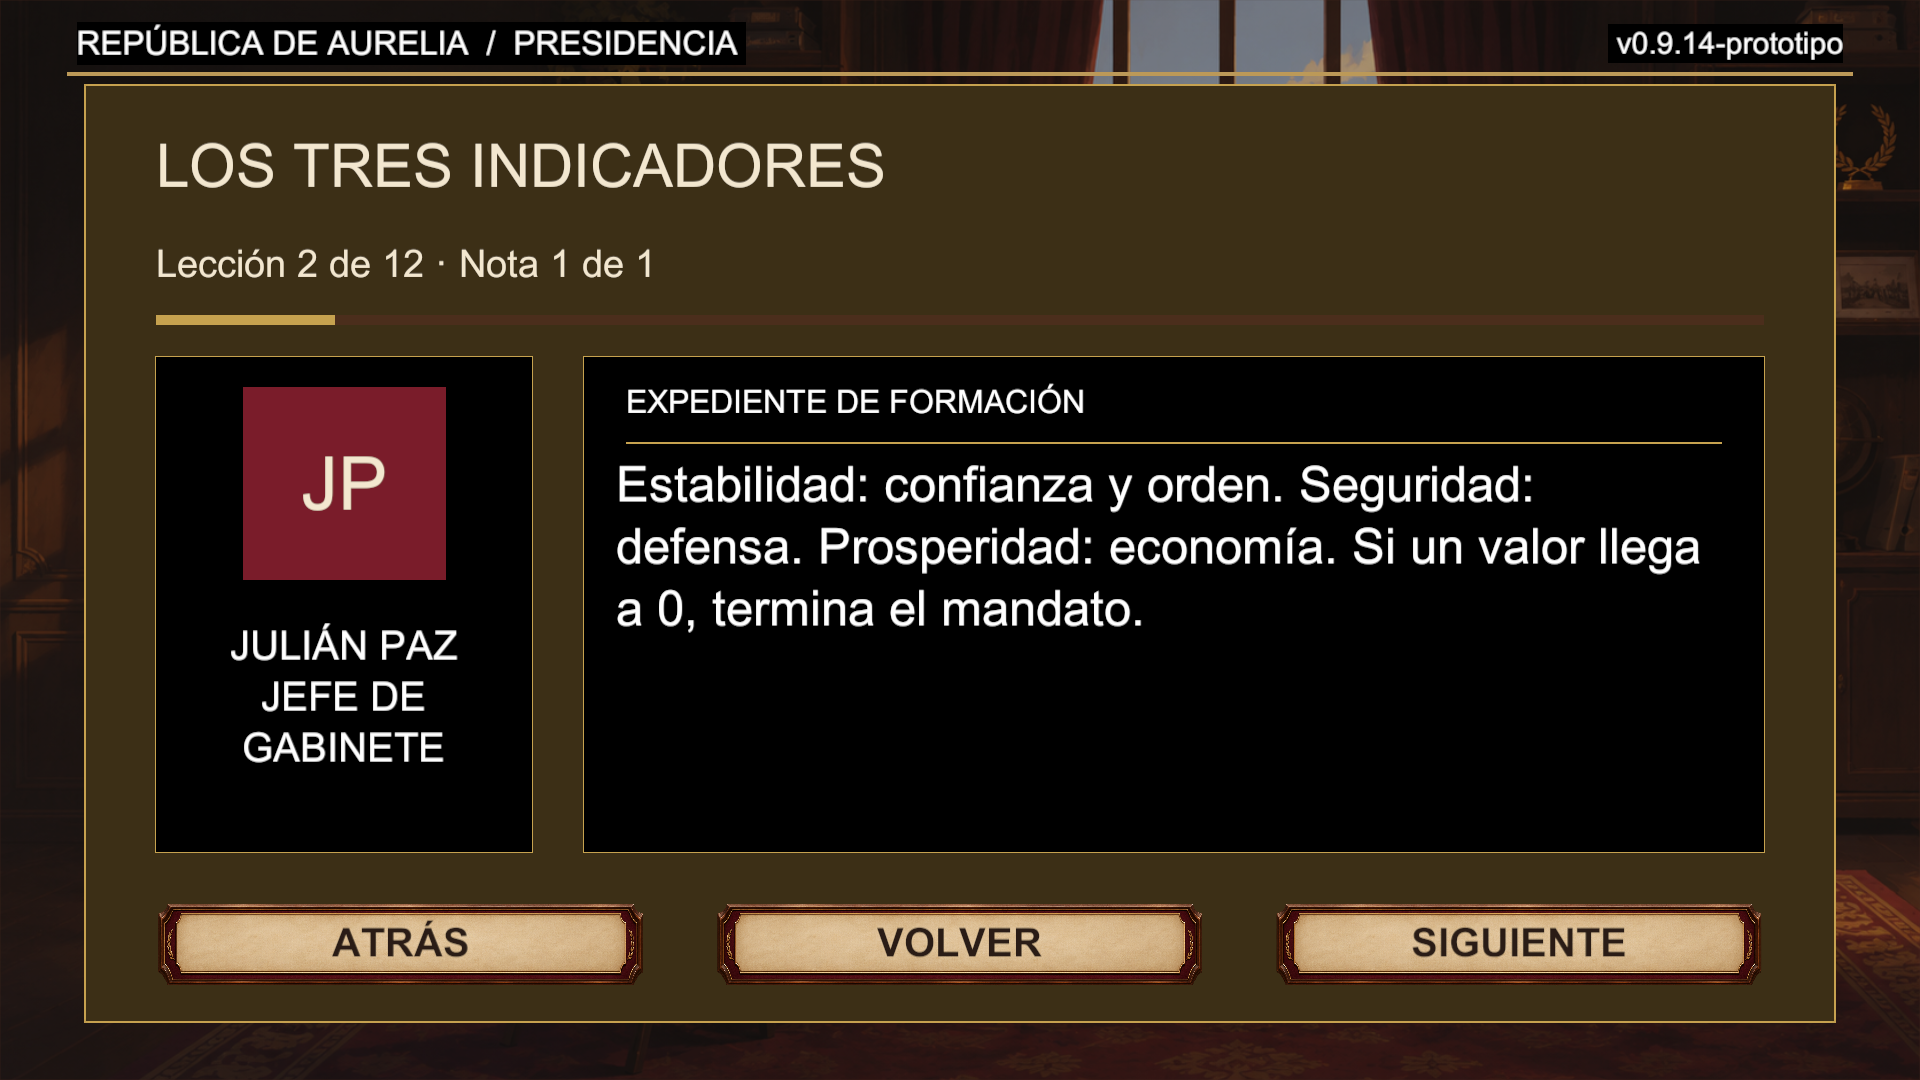 REPÚBLICA DE AURELIA / PRESIDENCIA
v0.9.14-prototipo
LOS TRES INDICADORES
Lección 2 de 12 · Nota 1 de 1
JP
JULIÁN PAZ
JEFE DE
GABINETE
EXPEDIENTE DE FORMACIÓN
Estabilidad: confianza y orden. Seguridad:
defensa. Prosperidad: economía. Si un valor llega
a 0, termina el mandato.
ATRÁS
VOLVER
SIGUIENTE